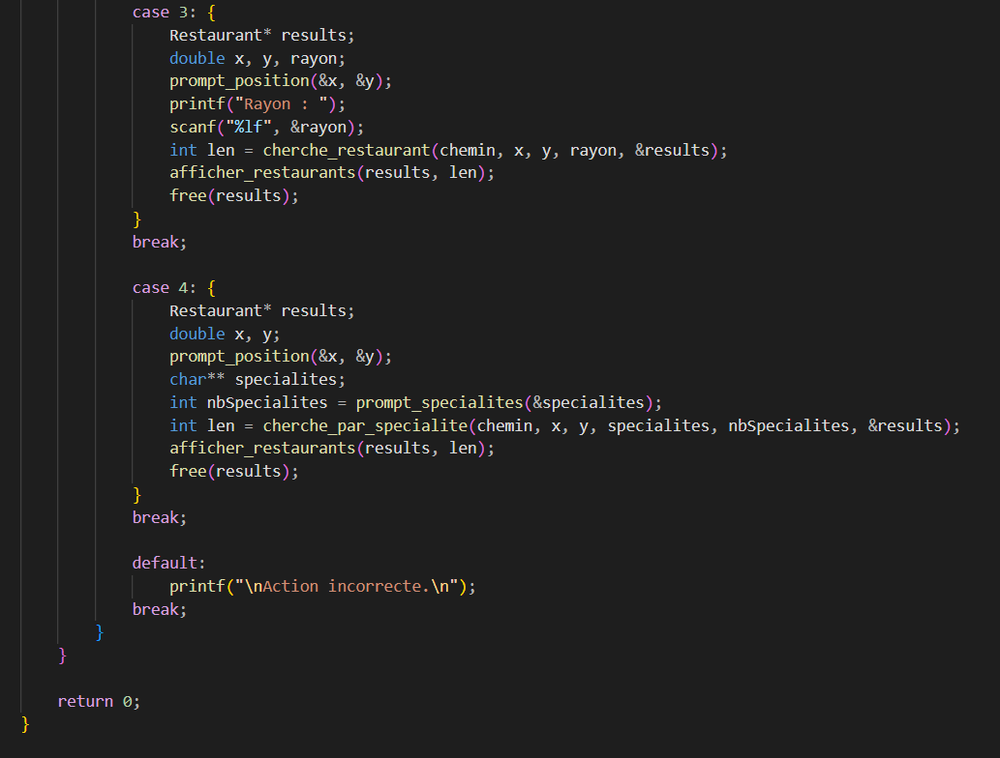 case 3: {
Restaurant* results;
double x, y, rayon;
prompt_position(&x, &y);
printf("Rayon : ");
scanf("%lf", &rayon);
int len = cherche_restaurant(chemin, x, y, rayon, &results);
afficher_restaurants(results, len);
free(results);
}
break;
case 4: {
Restaurant* results;
double x, y;
prompt_position(&x, &y);
char** specialites;
int nbSpecialites = prompt_specialites(&specialites);
int len = cherche_par_specialite(chemin, x, y, specialites, nbSpecialites, &results);
afficher_restaurants(results, len);
free(results);
}
break;
default:
printf("\nAction incorrecte.\n");
break;
}
}
return 0;
}